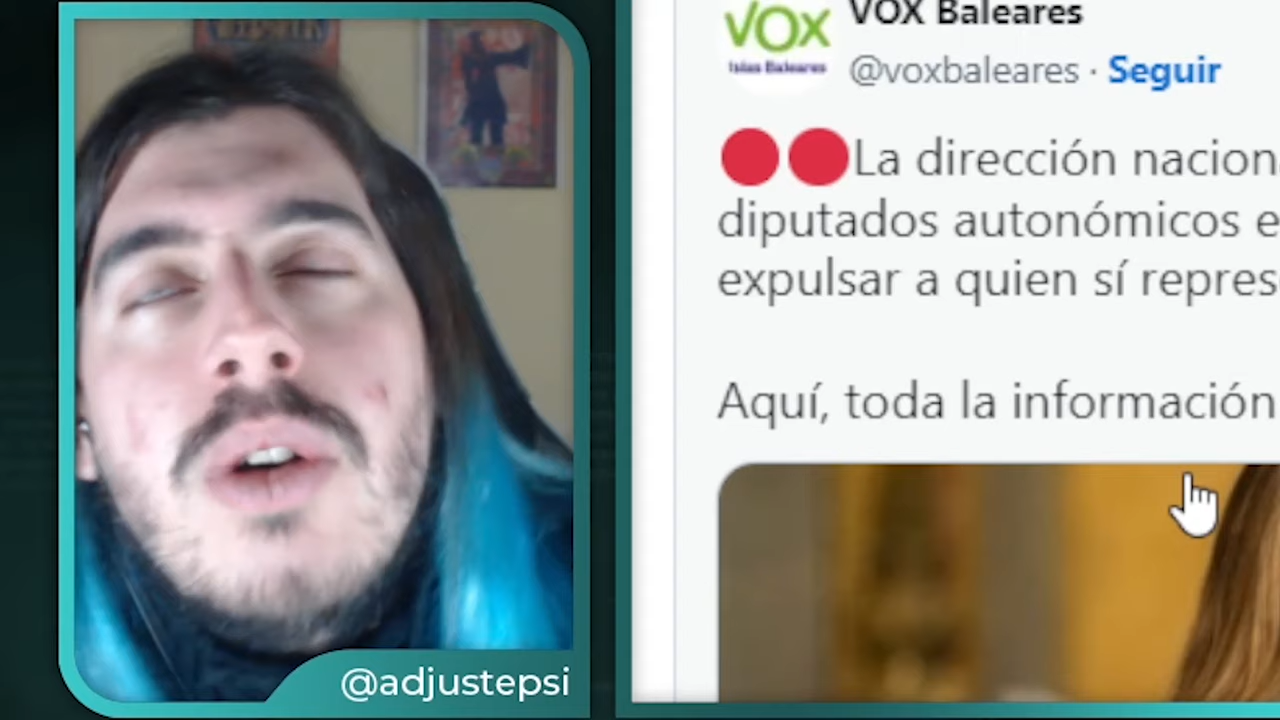 @adjustepsi
VOX
Islas Baleares
VOX Baleares
@voxbaleares · Seguir
La dirección nacion
diputados autonómicos e
expulsar a quien sí repres
Aquí, toda la información